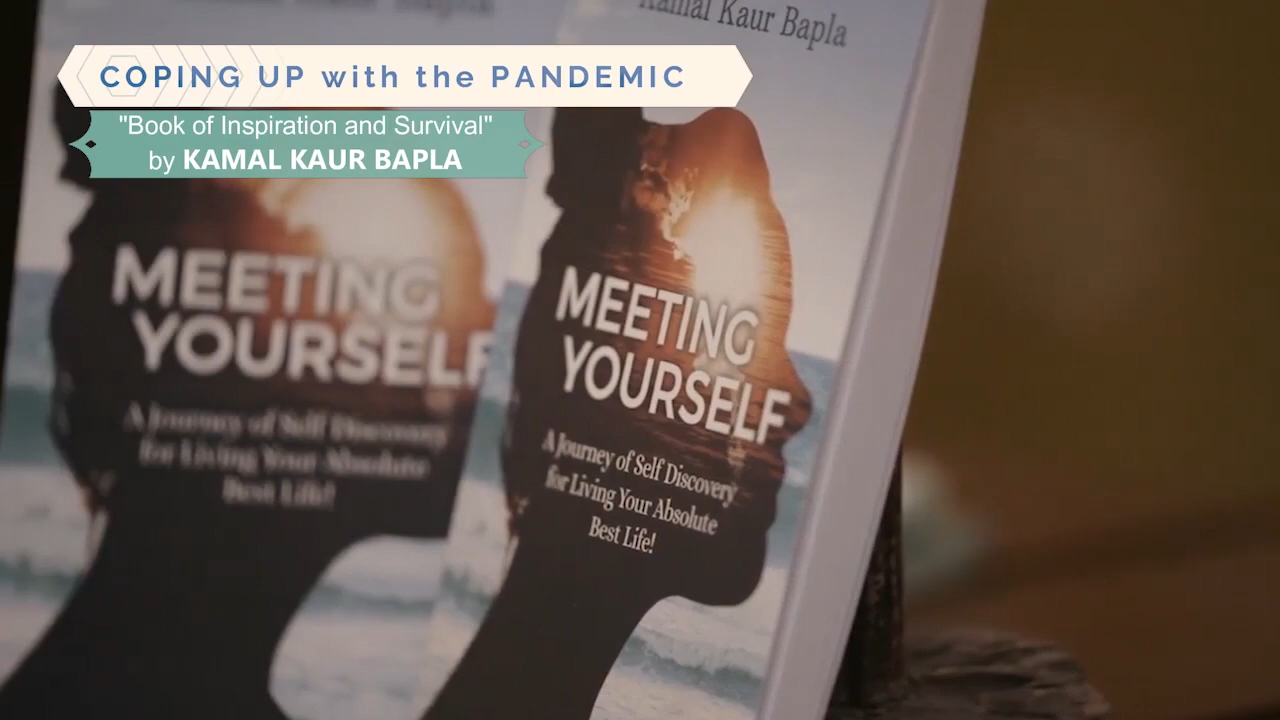 Kamal Kaur Bapla
COPING UP with the PANDEMIC
"Book of Inspiration and Survival"
by KAMAL KAUR BAPLA
MEETING
YOURSELF
A Journey of Self Discovery
for Living Your Absolute
Best Life!
MEETING
YOURSELF
A Journey of Self Discovery
for Living Your Absolute
Best Life!